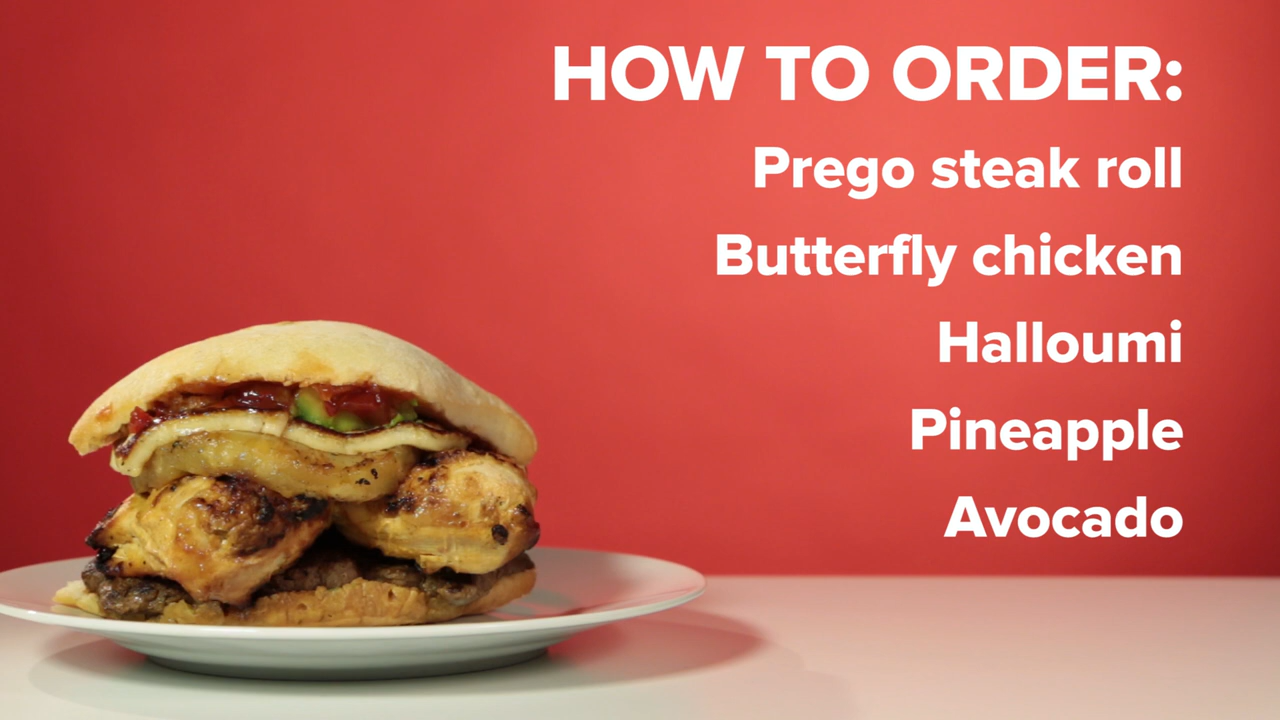 HOW TO ORDER:
Prego steak roll
Butterfly chicken
Halloumi
Pineapple
Avocado